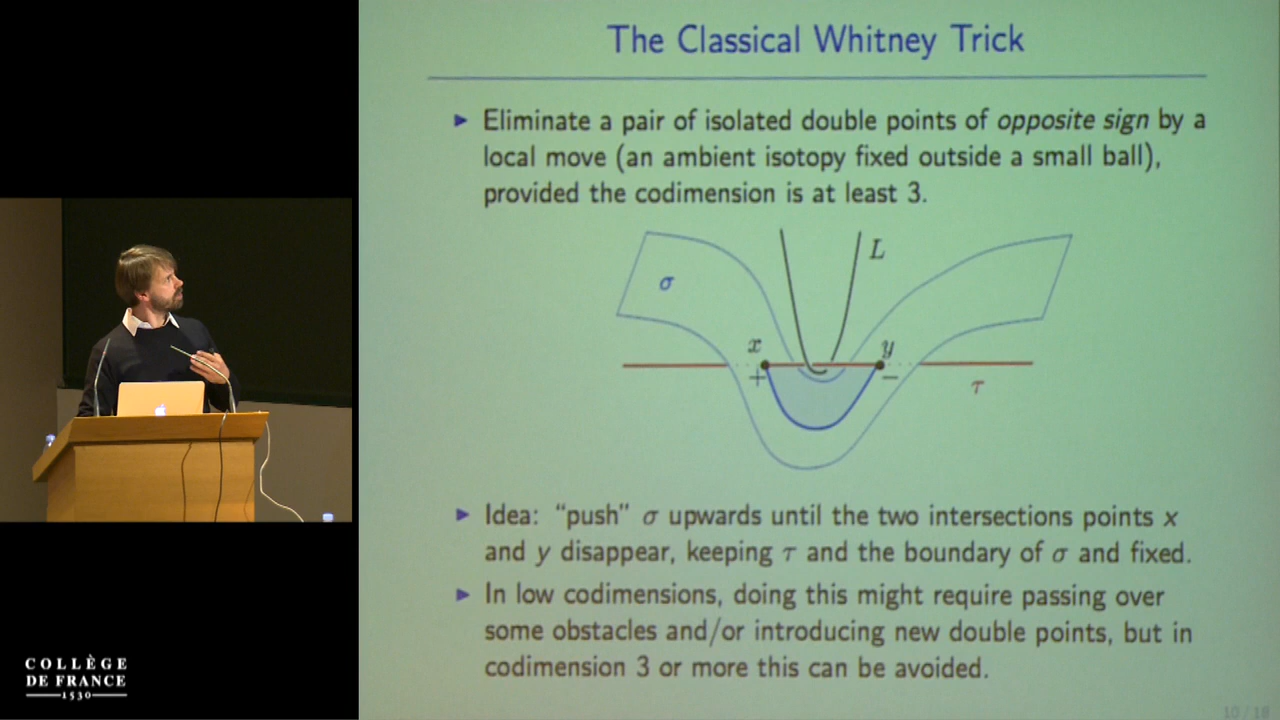 The Classical Whitney Trick
▶ Eliminate a pair of isolated double points of opposite sign by a
local move (an ambient isotopy fixed outside a small ball),
provided the codimension is at least 3.
L
σ
x
y
+
−
τ
▶ Idea: “push” σ upwards until the two intersections points x
and y disappear, keeping τ and the boundary of σ and fixed.
▶ In low codimensions, doing this might require passing over
some obstacles and/or introducing new double points, but in
codimension 3 or more this can be avoided.
10 / 18
COLLÈGE
DE FRANCE
1530